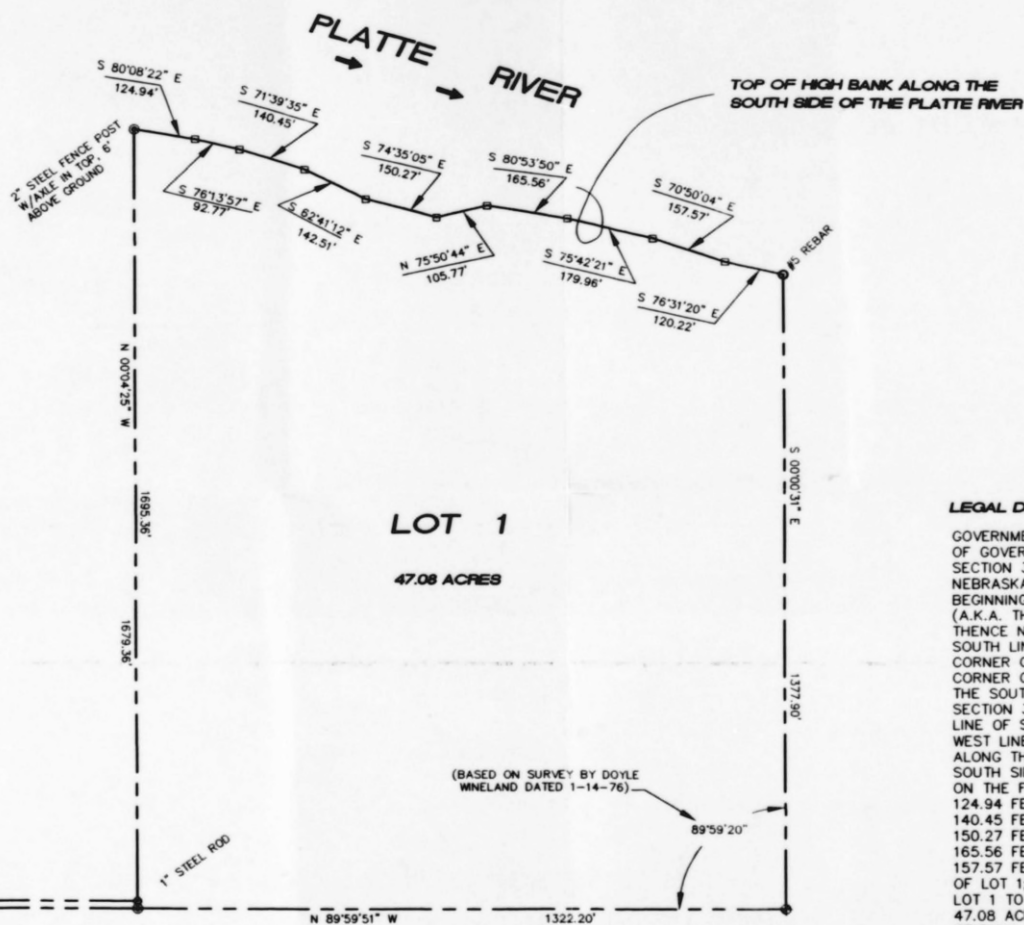 PLATTE RIVER
TOP OF HIGH BANK ALONG THE
SOUTH SIDE OF THE PLATTE RIVER
S 80°08'22" E
124.94'
S 71°39'35" E
140.45'
S 74°35'05" E
150.27'
S 80°53'50" E
165.56'
S 70°50'04" E
157.57'
2" STEEL FENCE POST
W/AXLE IN TOP, 6'
ABOVE GROUND
S 76°13'57" E
92.77'
S 62°41'12" E
142.51'
N 75°50'44" E
105.77'
S 75°42'21" E
179.96'
S 76°31'20" E
120.22'
#5 REBAR
N 00°04'25" W
1695.36'
1679.36'
S 00°00'31" E
1377.90'
LOT 1
47.08 ACRES
(BASED ON SURVEY BY DOYLE
WINELAND DATED 1-14-76)
89°59'20"
1" STEEL ROD
N 89°59'51" W
1322.20'
LEGAL D
GOVERNME
OF GOVER
SECTION 3
NEBRASKA
BEGINNING
(A.K.A. TH
THENCE N
SOUTH LIN
CORNER O
CORNER O
THE SOUT
SECTION 3
LINE OF S
WEST LINE
ALONG TH
SOUTH SID
ON THE F
124.94 FE
140.45 FE
150.27 FE
165.56 FE
157.57 FE
OF LOT 1
LOT 1 TO
47.08 AC